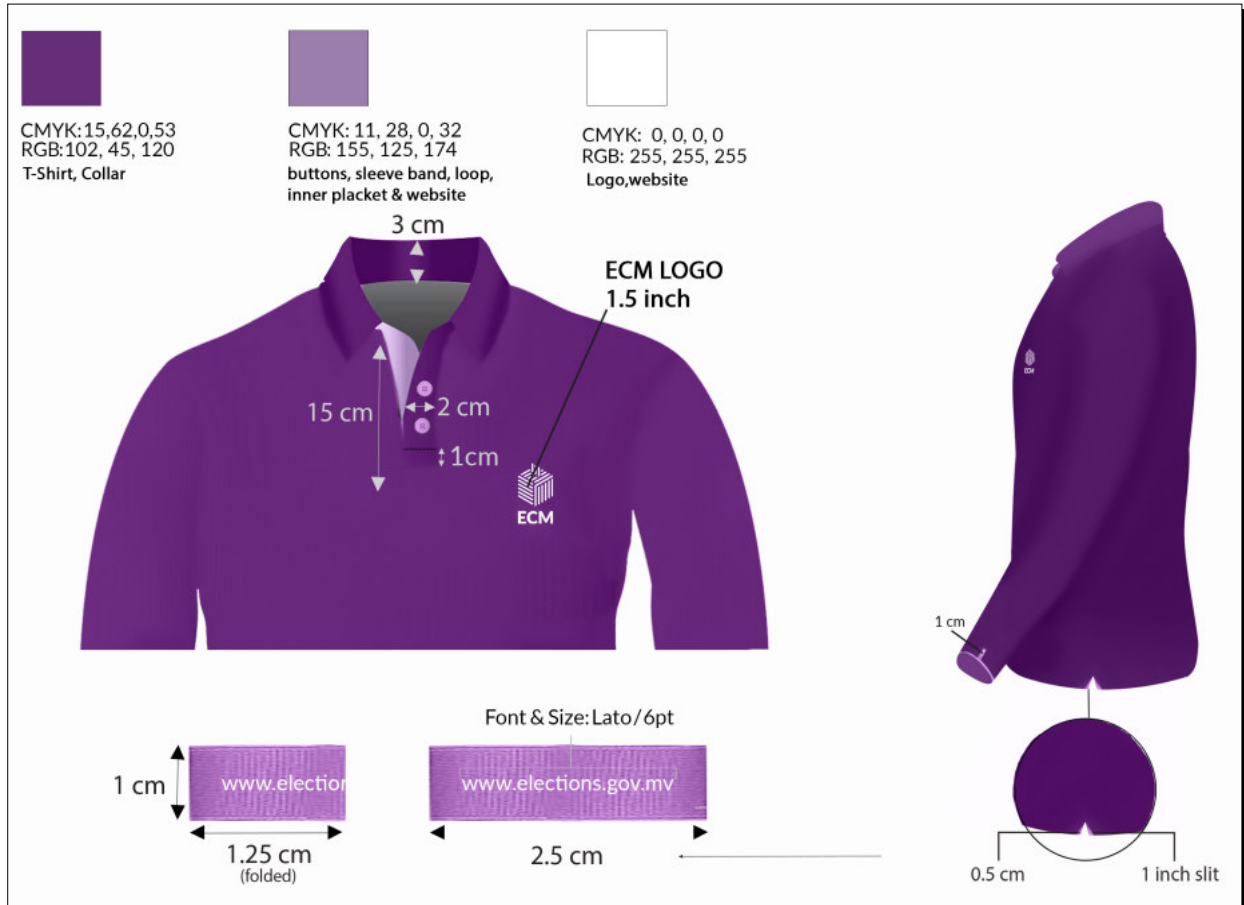 CMYK:15,62,0,53
RGB:102, 45, 120
T-Shirt, Collar
CMYK: 11, 28, 0, 32
RGB: 155, 125, 174
buttons, sleeve band, loop,
inner placket & website
CMYK: 0, 0, 0, 0
RGB: 255, 255, 255
Logo,website
3 cm
ECM LOGO
1.5 inch
15 cm
2 cm
1cm
ECM
ECM
1 cm
Font & Size: Lato/6pt
1 cm
www.election
www.elections.gov.mv
1.25 cm
(folded)
2.5 cm
0.5 cm
1 inch slit